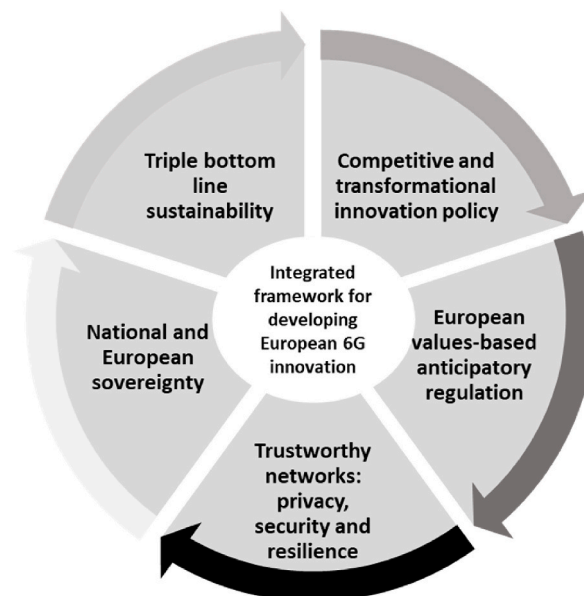 Triple bottom
line
sustainability
Competitive and
transformational
innovation policy
Integrated
framework for
developing
European 6G
innovation
National and
European
sovereignty
European
values-based
anticipatory
regulation
Trustworthy
networks:
privacy,
security and
resilience